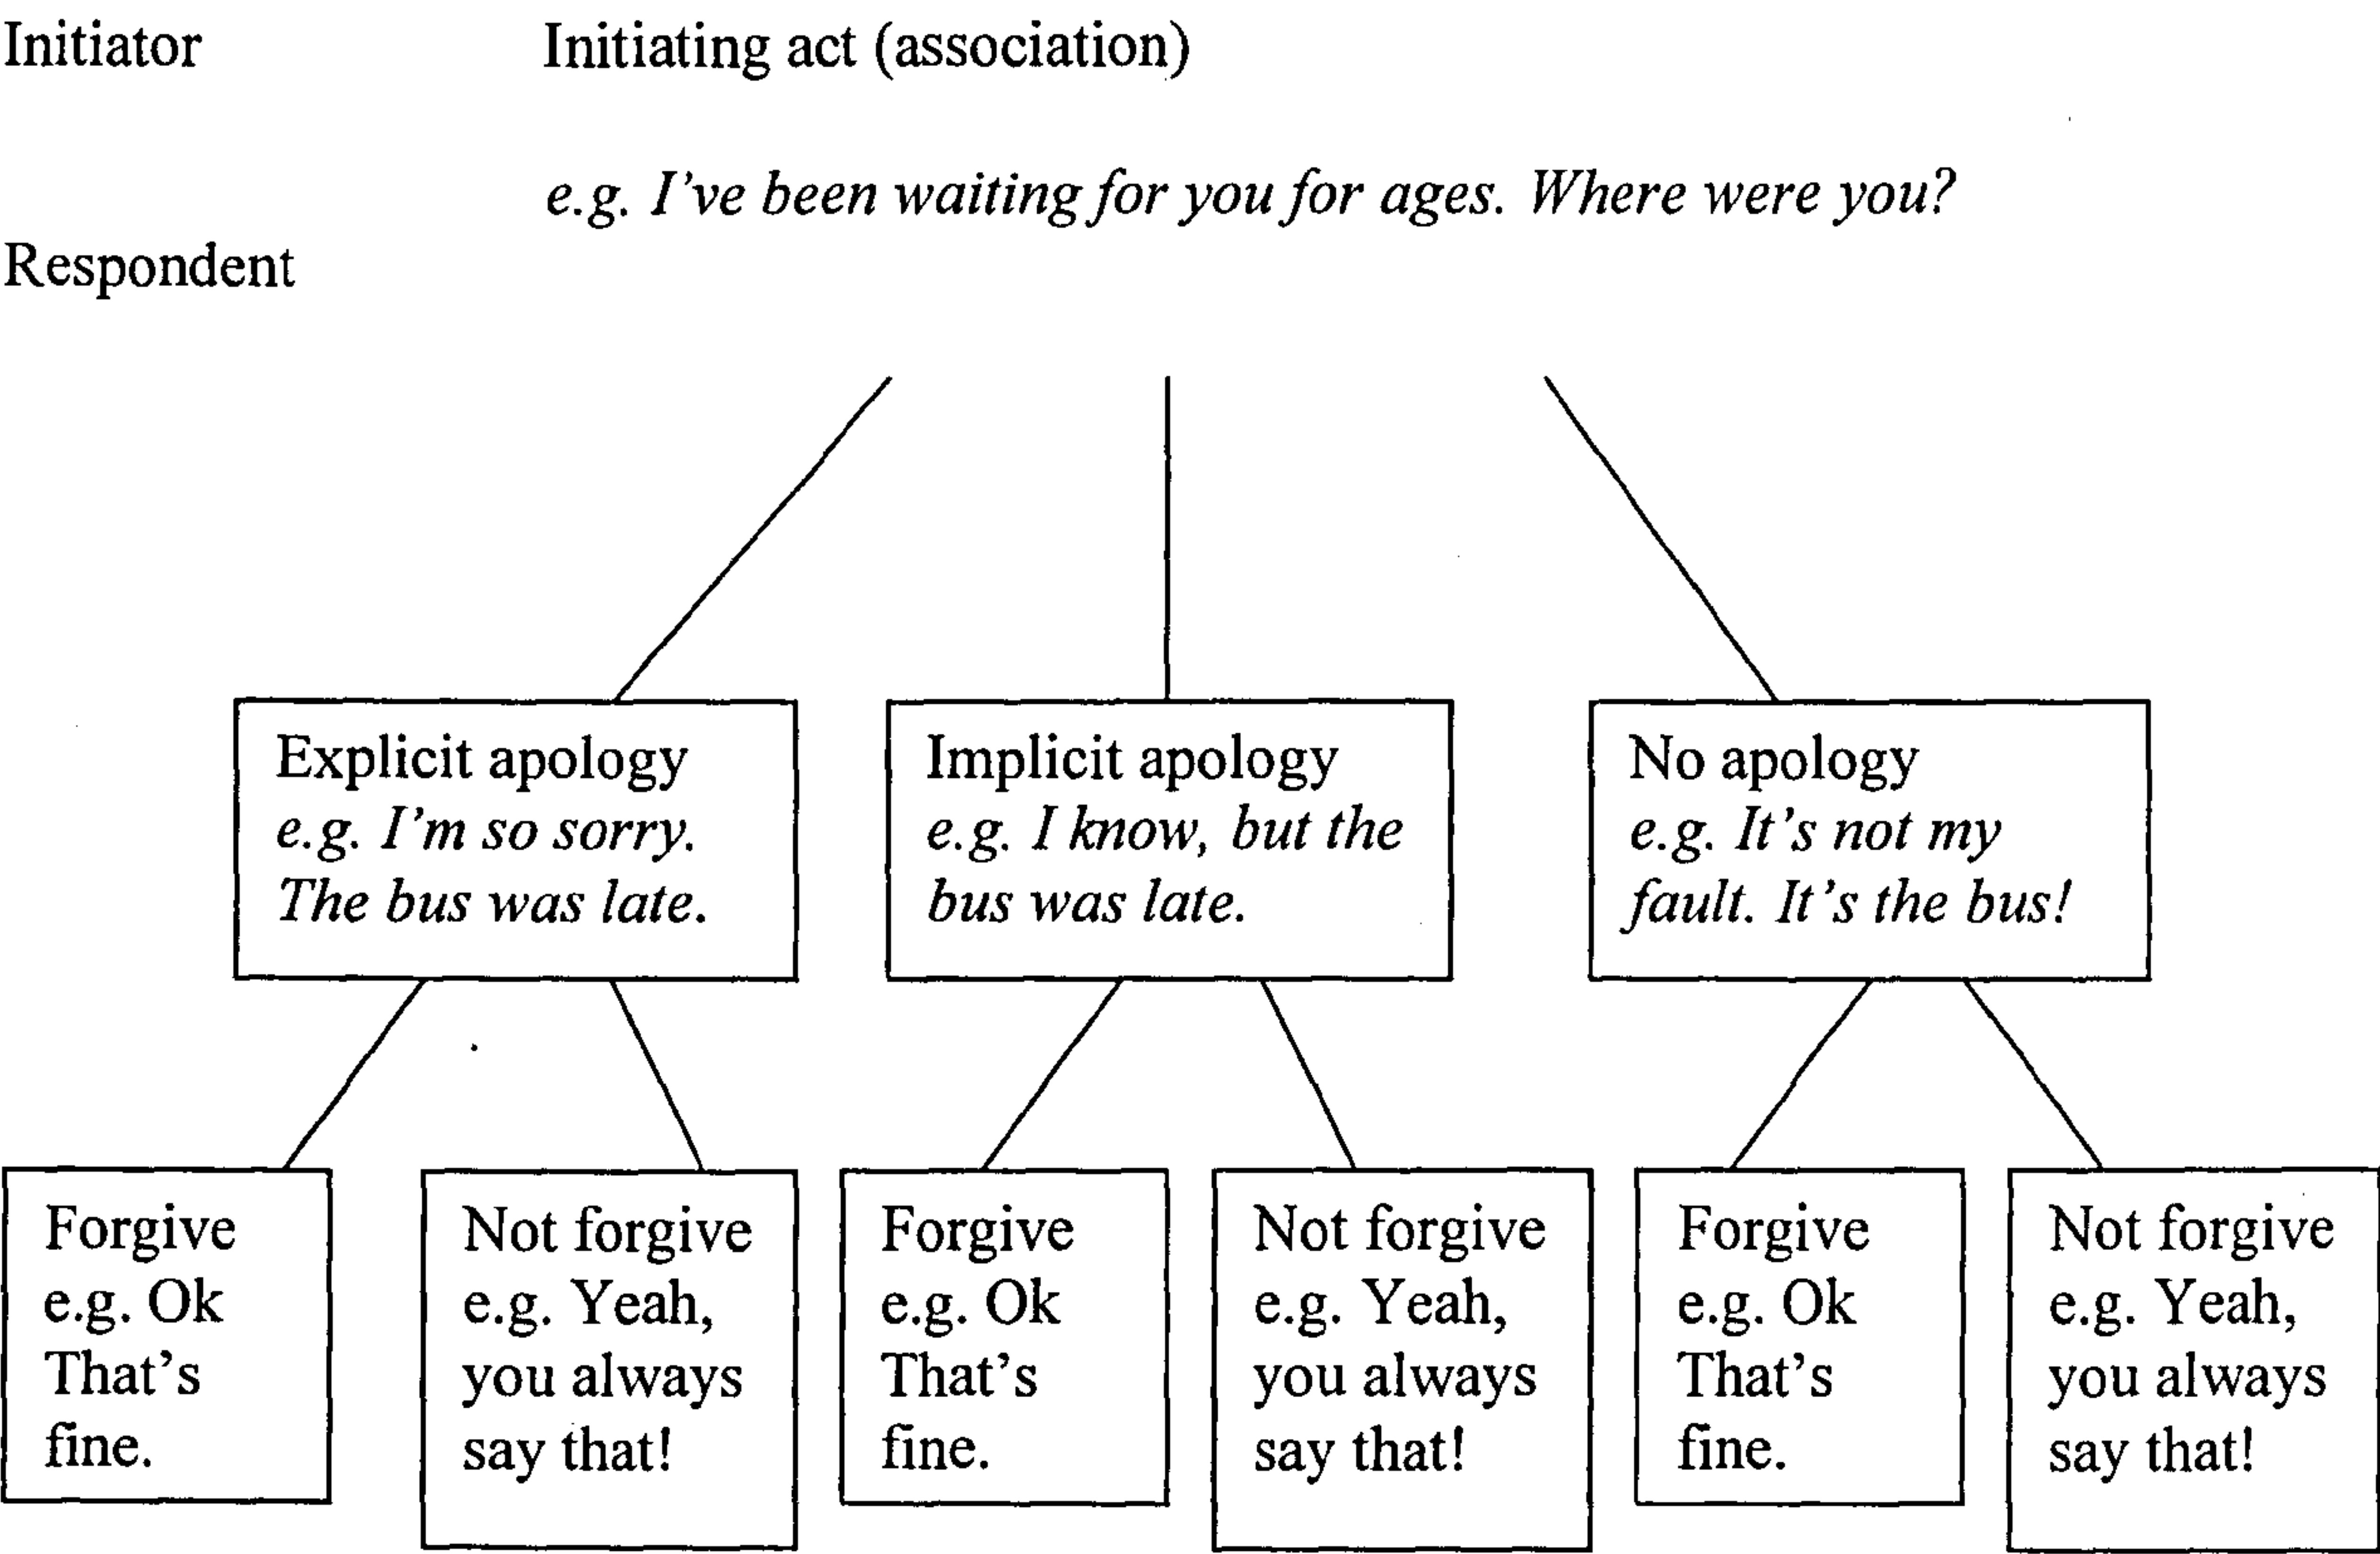 Initiator
Initiating act (association)
e.g. I've been waiting for you for ages. Where were you?
Respondent
Explicit apology
e.g. I'm so sorry.
The bus was late.
Implicit apology
e.g. I know, but the
bus was late.
No apology
e.g. It's not my
fault. It's the bus!
Forgive
e.g. Ok
That's
fine.
Not forgive
e.g. Yeah,
you always
say that!
Forgive
e.g. Ok
That's
fine.
Not forgive
e.g. Yeah,
you always
say that!
Forgive
e.g. Ok
That's
fine.
Not forgive
e.g. Yeah,
you always
say that!